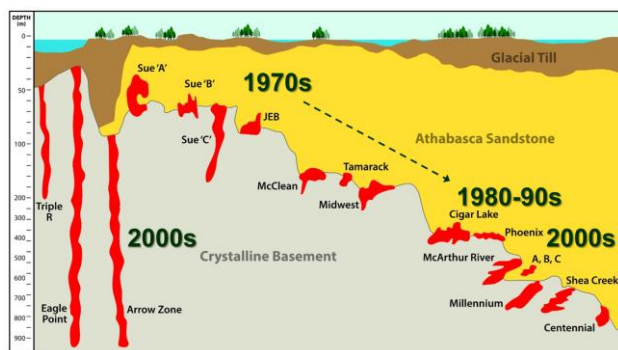 DEPTH
(m)
0
50
100
200
300
400
500
600
700
800
900
Glacial Till
Sue 'A'
Sue 'B'
1970s
JEB
Sue 'C'
Athabasca Sandstone
Tamarack
McClean
Midwest
1980-90s
Cigar Lake
Phoenix
2000s
McArthur River
A, B, C
Shea Creek
Millennium
Centennial
Triple
R
2000s
Crystalline Basement
Eagle
Point
Arrow Zone